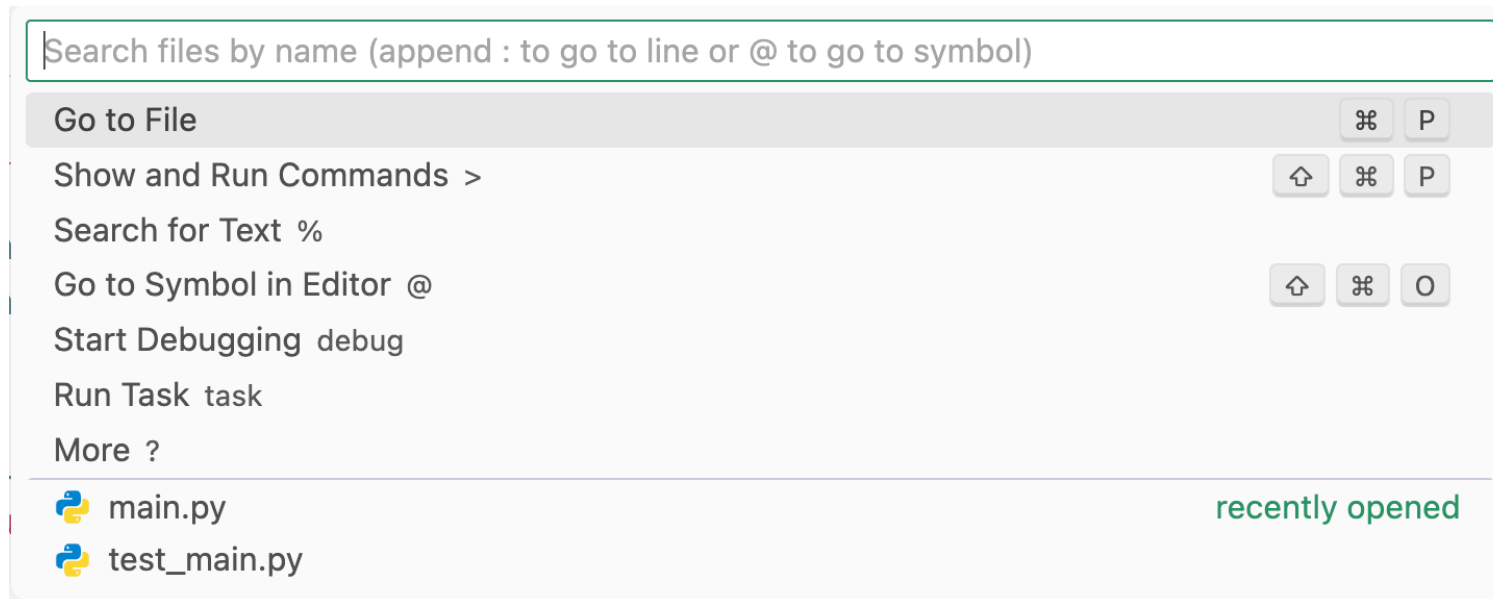 Search files by name (append : to go to line or @ to go to symbol)
Go to File ⌘ P
Show and Run Commands > ⇧ ⌘ P
Search for Text %
Go to Symbol in Editor @ ⇧ ⌘ O
Start Debugging debug
Run Task task
More ?
main.py recently opened
test_main.py